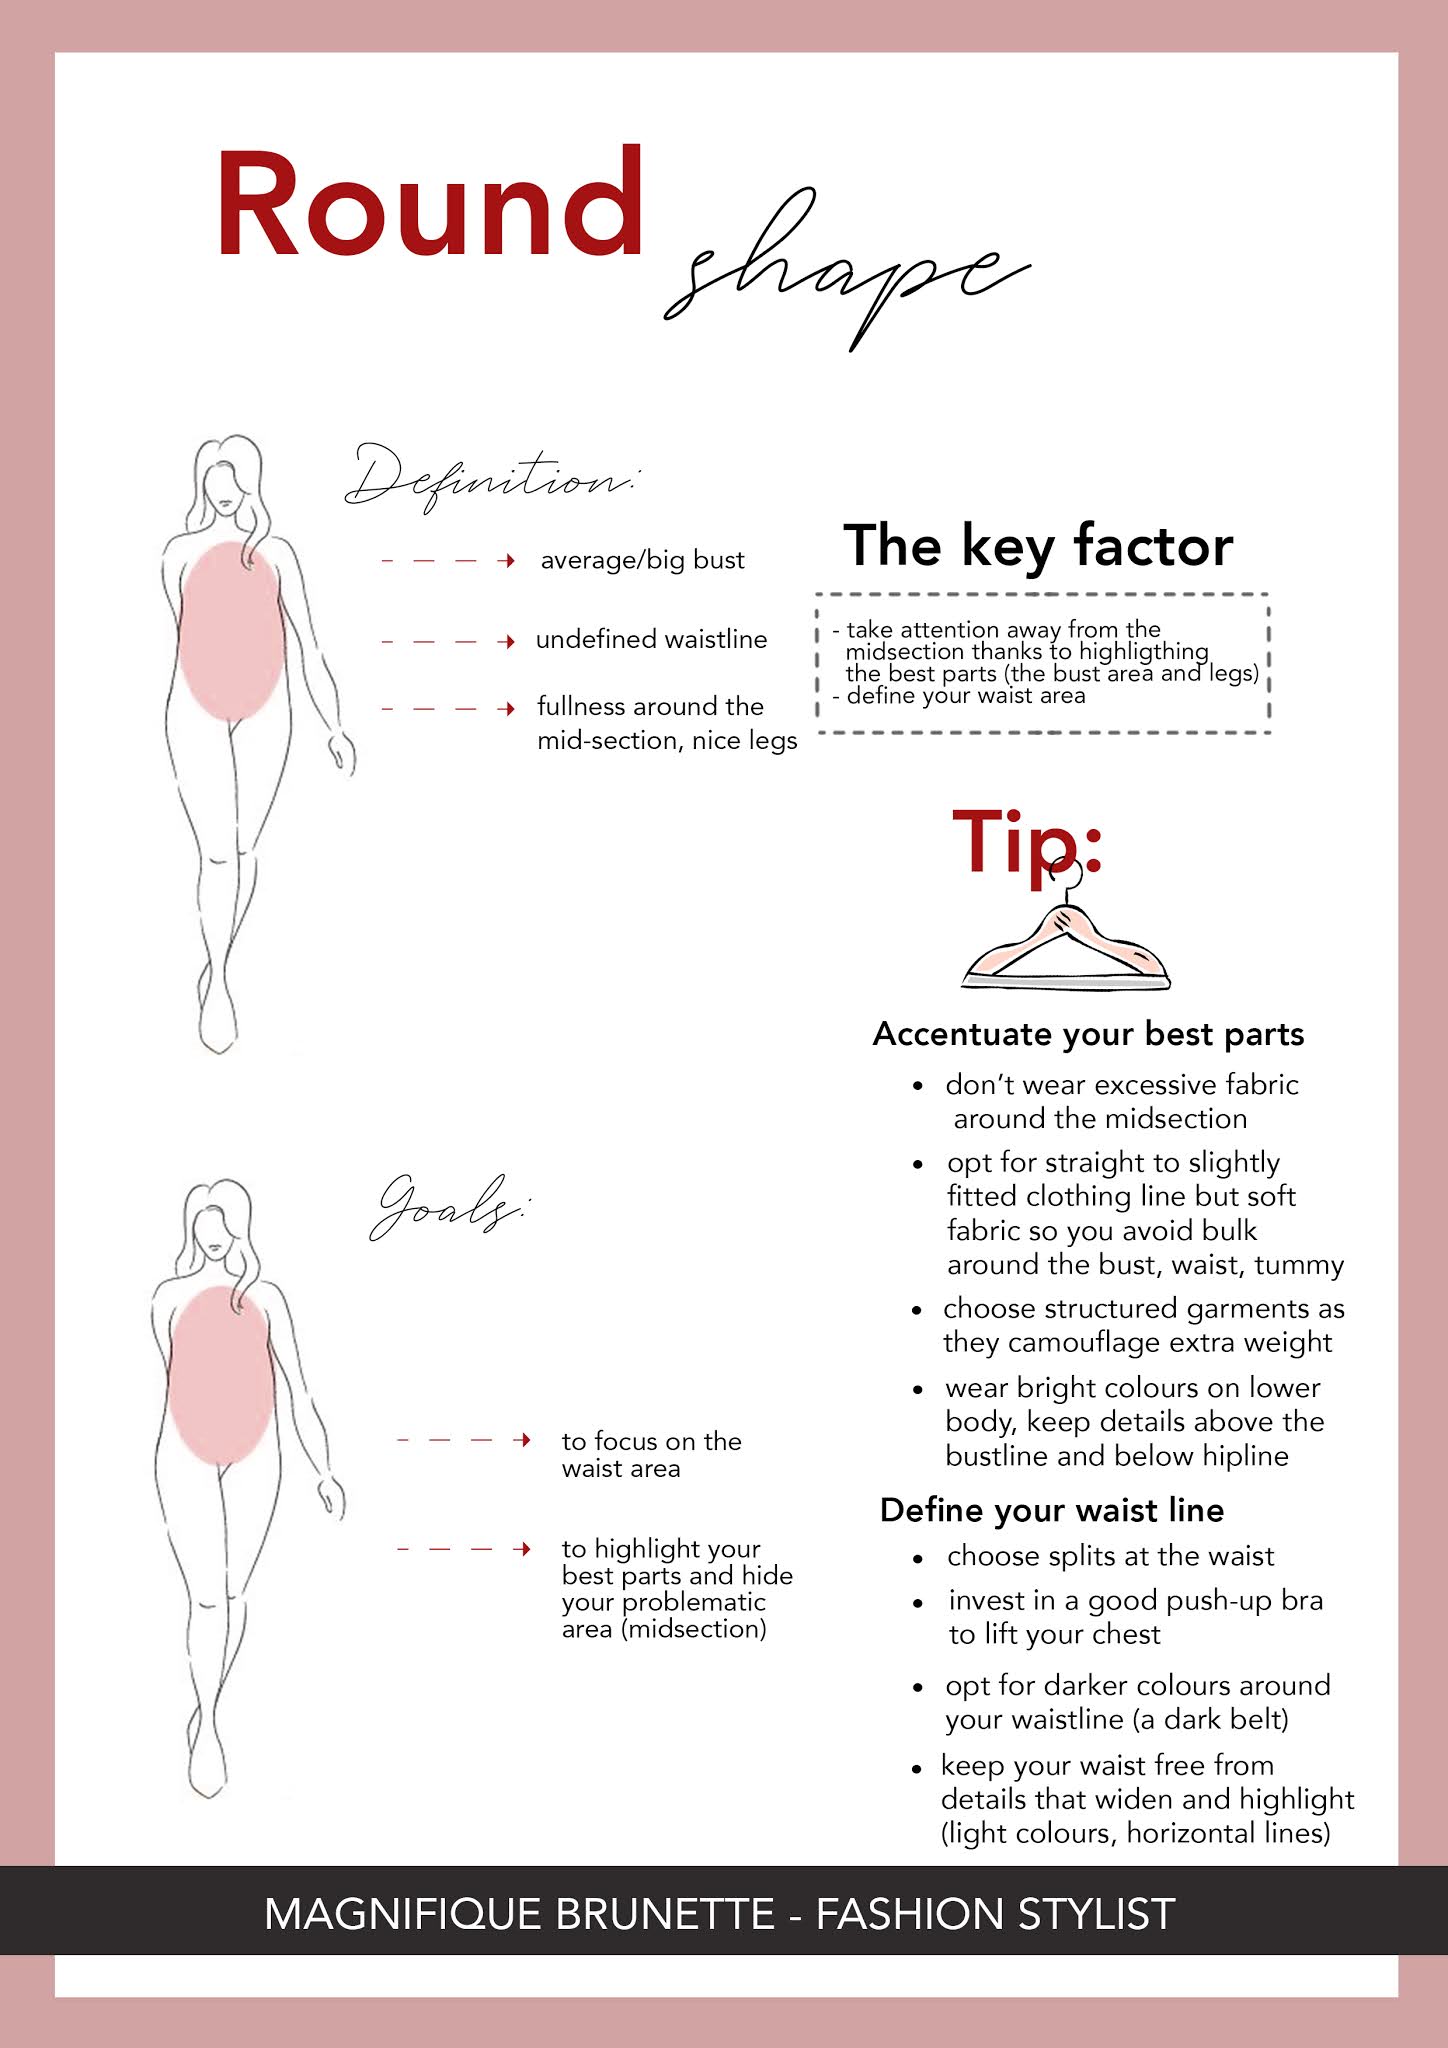 Round
shape
Definition:
average/big bust
undefined waistline
fullness around the
mid-section, nice legs
The key factor
- take attention away from the
midsection thanks to highligthing
the best parts (the bust area and legs)
- define your waist area
Tip:
Accentuate your best parts
• don't wear excessive fabric
around the midsection
• opt for straight to slightly
fitted clothing line but soft
fabric so you avoid bulk
around the bust, waist, tummy
• choose structured garments as
they camouflage extra weight
• wear bright colours on lower
body, keep details above the
bustline and below hipline
Define your waist line
• choose splits at the waist
• invest in a good push-up bra
to lift your chest
• opt for darker colours around
your waistline (a dark belt)
• keep your waist free from
details that widen and highlight
(light colours, horizontal lines)
Goals:
to focus on the
waist area
to highlight your
best parts and hide
your problematic
area (midsection)
MAGNIFIQUE BRUNETTE - FASHION STYLIST